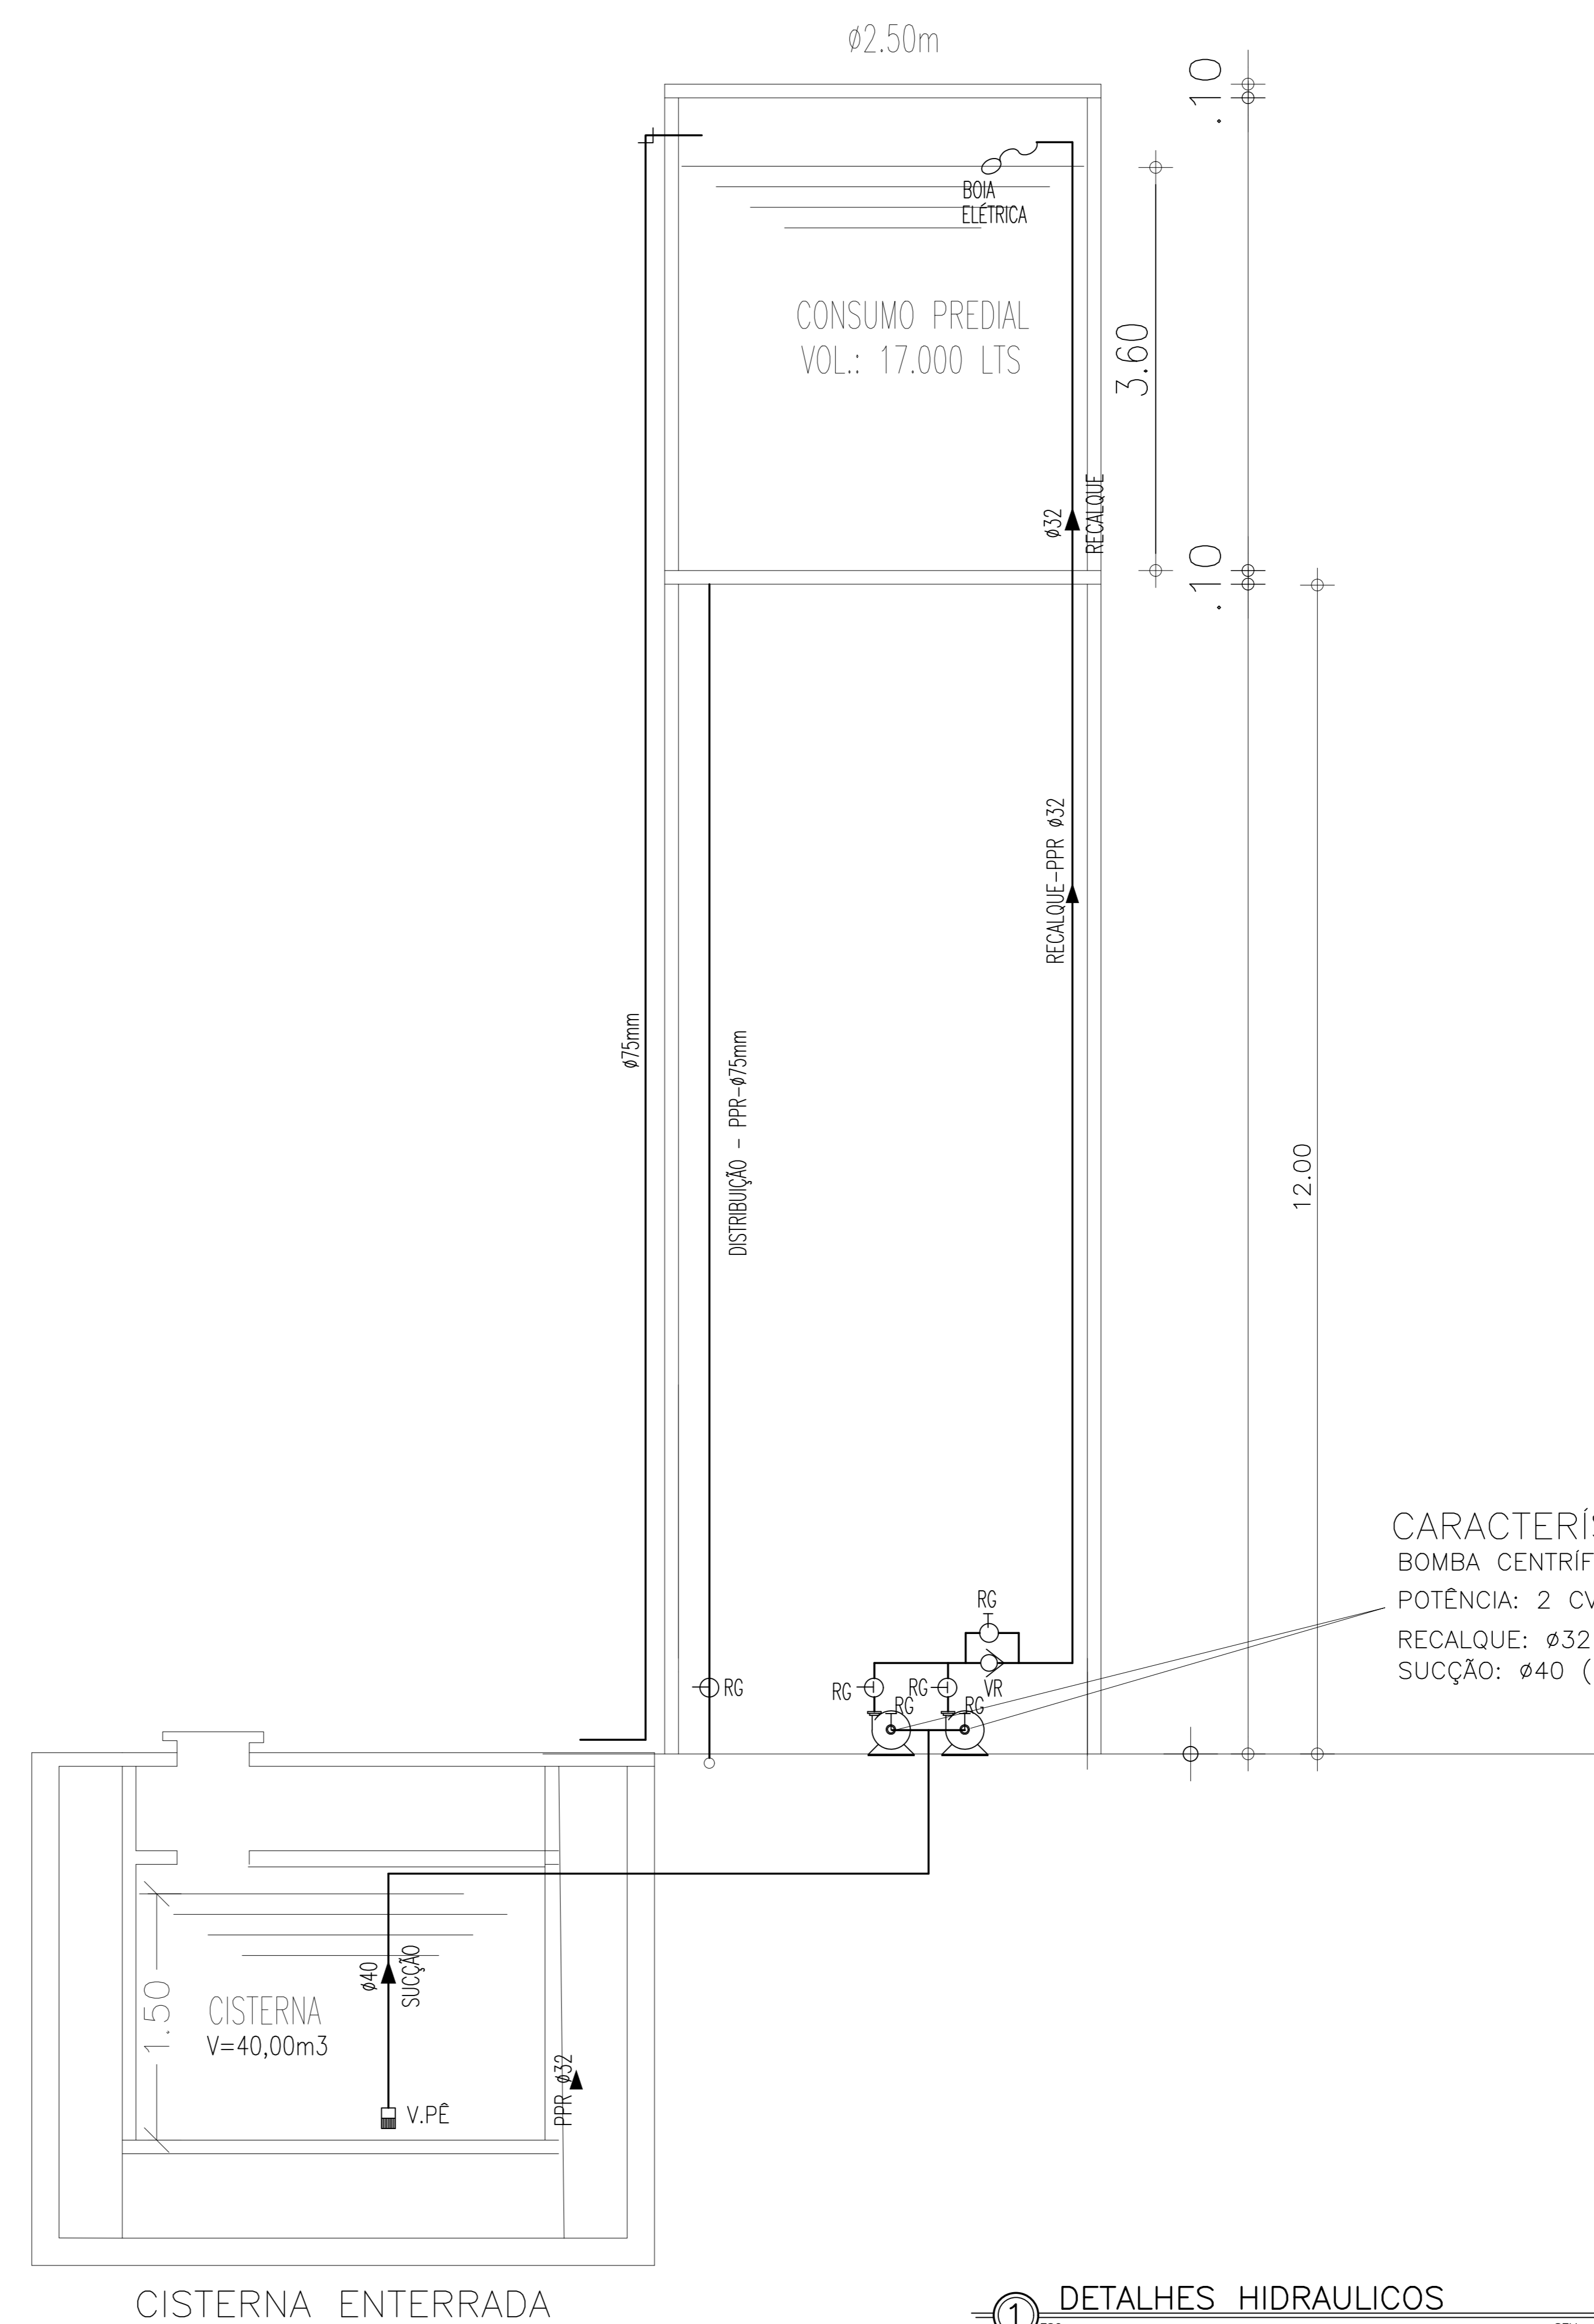 ø2.50m
.10
BOIA
ELÉTRICA
CONSUMO PREDIAL
VOL.: 17.000 LTS
3.60
ø32
RECALQUE
.10
RECALQUE-PPR ø32
ø75mm
DISTRIBUIÇÃO - PPR-ø75mm
12.00
CARACTERÍS
BOMBA CENTRÍF
POTÊNCIA: 2 CV
RECALQUE: ø32
SUCÇÃO: ø40 (
RG
RG
RG
RG
VR
RG
RG
ø40
SUCÇÃO
1.50
CISTERNA
V=40,00m3
PPR ø32
V.PÊ
CISTERNA ENTERRADA
1
DETALHES HIDRAULICOS